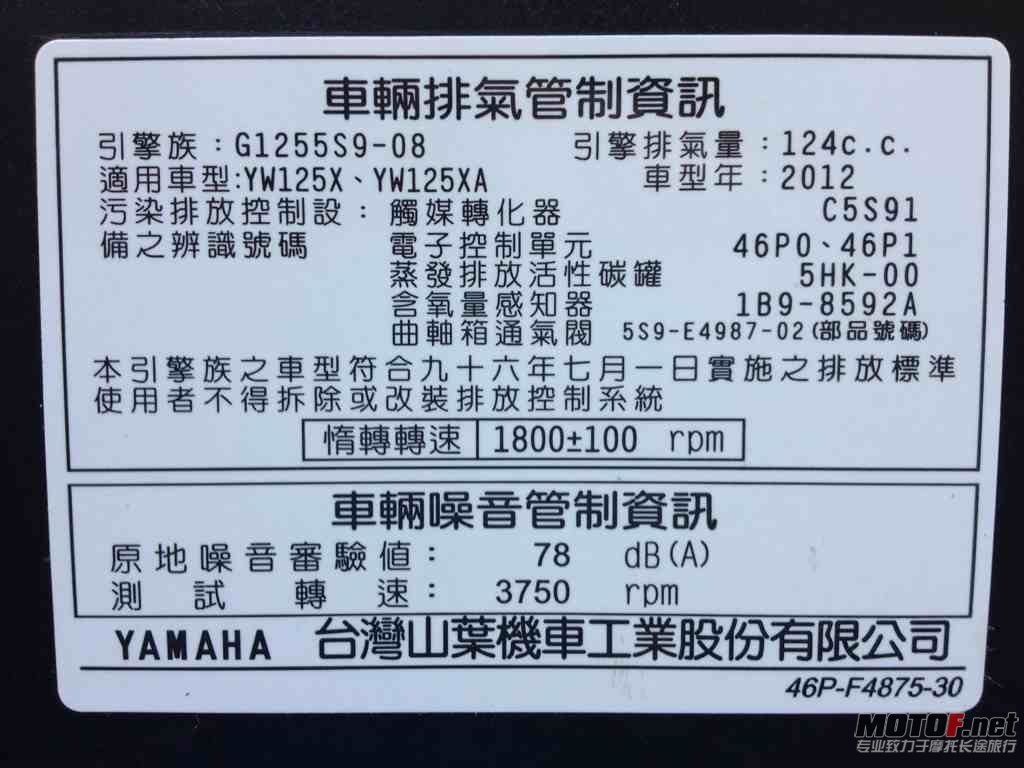 車輛排氣管制資訊
引擎族：G1255S9-08 引擎排氣量：124c.c.
適用車型:YW125X、YW125XA 車型年：2012
污染排放控制設：觸媒轉化器 C5S91
備之辨識號碼 電子控制單元 46P0、46P1
蒸發排放活性碳罐 5HK-00
含氧量感知器 1B9-8592A
曲軸箱通氣閥 5S9-E4987-02(部品號碼)
本引擎族之車型符合九十六年七月一日實施之排放標準
使用者不得拆除或改裝排放控制系統
惰轉轉速 1800±100 rpm
車輛噪音管制資訊
原地噪音審驗值： 78 dB(A)
測試轉速： 3750 rpm
YAMAHA 台灣山葉機車工業股份有限公司
46P-F4875-30
MOTOF.net
专业致力于摩托长途旅行